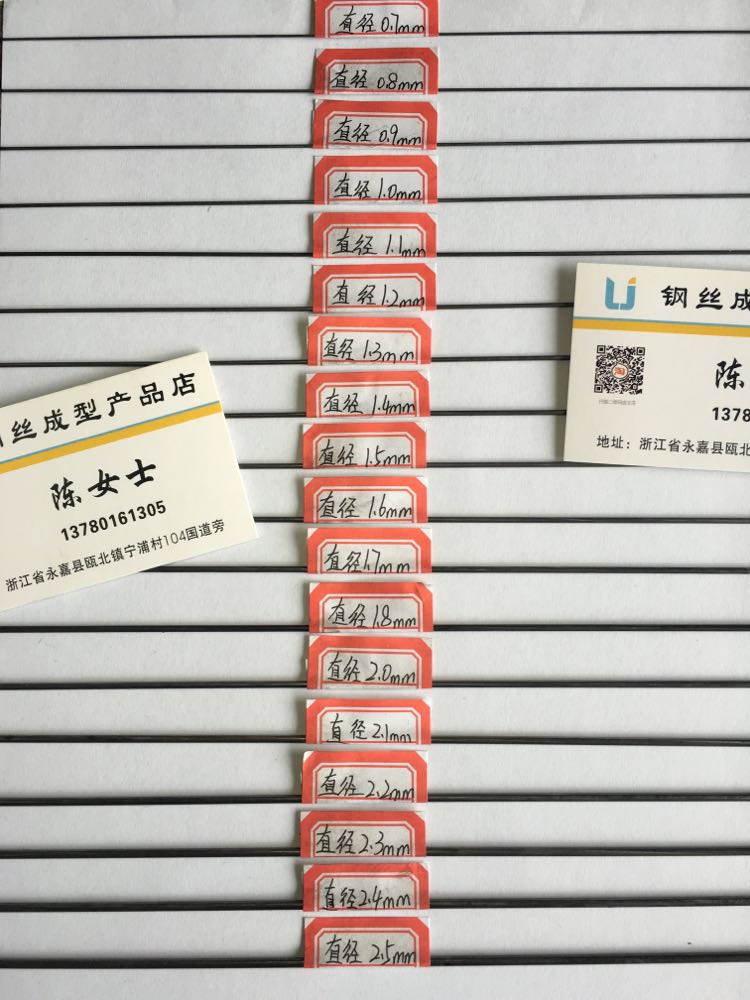 直径 0.7mm
直径 0.8mm
直径 0.9mm
直径 1.0mm
直径 1.1mm
直径 1.2mm
直径 1.3mm
直径 1.4mm
直径 1.5mm
直径 1.6mm
直径 1.7mm
直径 1.8mm
直径 2.0mm
直径 2.1mm
直径 2.2mm
直径 2.3mm
直径 2.4mm
直径 2.5mm
丝成型产品店
陈女士
13780161305
浙江省永嘉县瓯北镇宁浦村104国道旁
钢丝成
陈
1378
地址：浙江省永嘉县瓯北